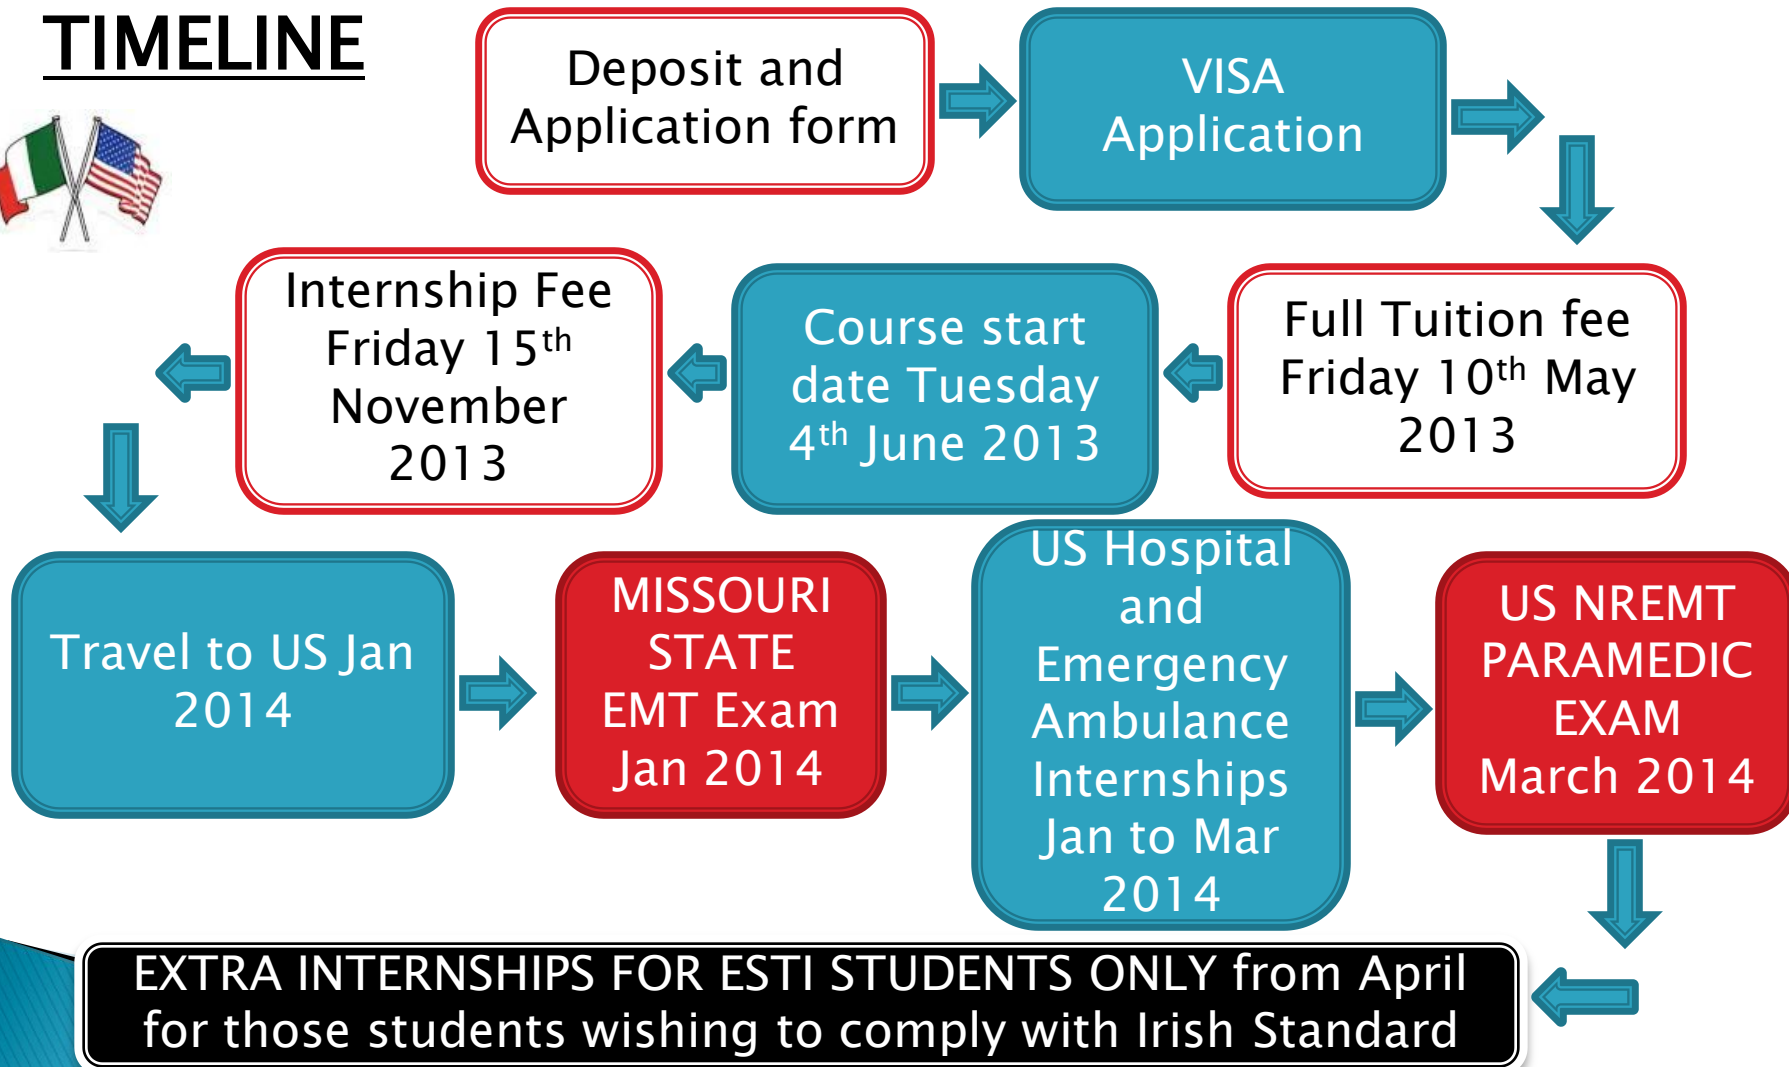 TIMELINE
Deposit and
Application form
VISA
Application
Full Tuition fee
Friday 10th May
2013
Course start
date Tuesday
4th June 2013
Internship Fee
Friday 15th
November
2013
Travel to US Jan
2014
MISSOURI
STATE
EMT Exam
Jan 2014
US Hospital
and
Emergency
Ambulance
Internships
Jan to Mar
2014
US NREMT
PARAMEDIC
EXAM
March 2014
EXTRA INTERNSHIPS FOR ESTI STUDENTS ONLY from April
for those students wishing to comply with Irish Standard